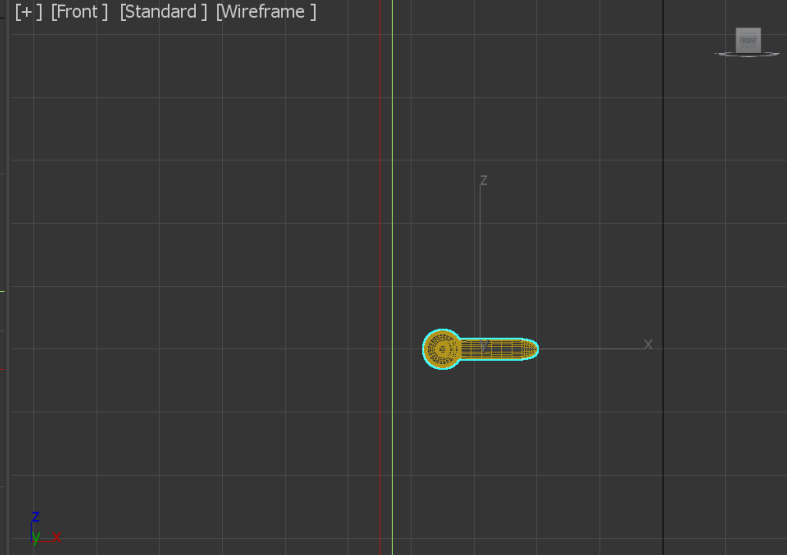 [+ ] [Front ] [Standard ] [Wireframe ]
FRONT
z
y
x
z
y x